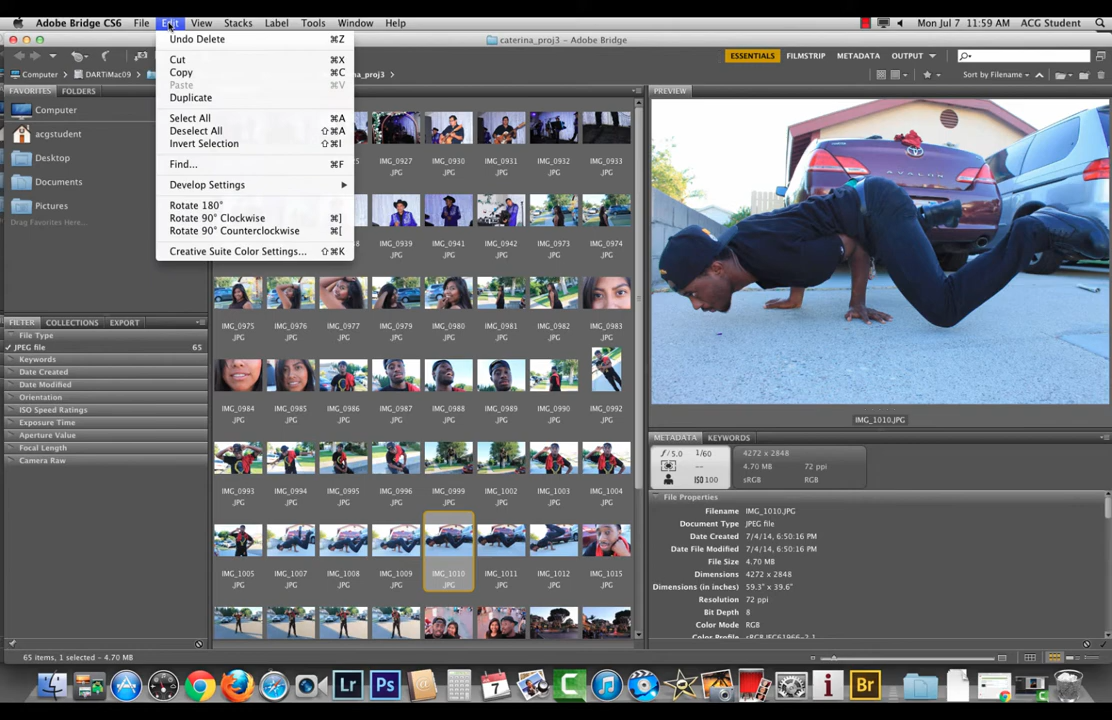 Adobe Bridge CS6 File Edit View Stacks Label Tools Window Help Mon Jul 7 11:59 AM ACG Student
caterina_proj3 – Adobe Bridge
ESSENTIALS FILMSTRIP METADATA OUTPUT
Computer DARTiMac09 Sort by Filename
Undo Delete ⌘Z
Cut ⌘X
Copy ⌘C
Paste ⌘V
Duplicate
Select All ⌘A
Deselect All ⇧⌘A
Invert Selection ⇧⌘I
Find... ⌘F
Develop Settings
Rotate 180°
Rotate 90° Clockwise ⌘]
Rotate 90° Counterclockwise ⌘[
Creative Suite Color Settings... ⇧⌘K
FAVORITES FOLDERS
Computer
acgstudent
Desktop
Documents
Pictures
Drag Favorites Here...
FILTER COLLECTIONS EXPORT
File Type
✓ JPEG file 65
Keywords
Date Created
Date Modified
Orientation
ISO Speed Ratings
Exposure Time
Aperture Value
Focal Length
Camera Raw
IMG_0927 .JPG IMG_0930 .JPG IMG_0931 .JPG IMG_0932 .JPG IMG_0933 .JPG
IMG_0939 .JPG IMG_0941 .JPG IMG_0942 .JPG IMG_0973 .JPG IMG_0974 .JPG
IMG_0975 .JPG IMG_0976 .JPG IMG_0977 .JPG IMG_0980 .JPG IMG_0981 .JPG IMG_0982 .JPG IMG_0983 .JPG
IMG_0984 .JPG IMG_0985 .JPG IMG_0986 .JPG IMG_0987 .JPG IMG_0988 .JPG IMG_0989 .JPG IMG_0990 .JPG IMG_0992 .JPG
IMG_0993 .JPG IMG_0994 .JPG IMG_0995 .JPG IMG_0996 .JPG IMG_0999 .JPG IMG_1002 .JPG IMG_1003 .JPG IMG_1004 .JPG
IMG_1005 .JPG IMG_1007 .JPG IMG_1008 .JPG IMG_1009 .JPG IMG_1010 .JPG IMG_1011 .JPG IMG_1012 .JPG IMG_1015 .JPG
PREVIEW
AVALON
IMG_1010.JPG
METADATA KEYWORDS
f/5.0 1/60
--
ISO100
4272 x 2848
4.70 MB 72 ppi
sRGB RGB
File Properties
Filename IMG_1010.JPG
Document Type JPEG file
Date Created 7/4/14, 6:50:16 PM
Date File Modified 7/4/14, 6:50:16 PM
File Size 4.70 MB
Dimensions 4272 x 2848
Dimensions (in inches) 59.3" x 39.6"
Resolution 72 ppi
Bit Depth 8
Color Mode RGB
Color Profile sRGB IEC61966-2.1
65 items, 1 selected – 4.70 MB
Lr Ps 7 Br